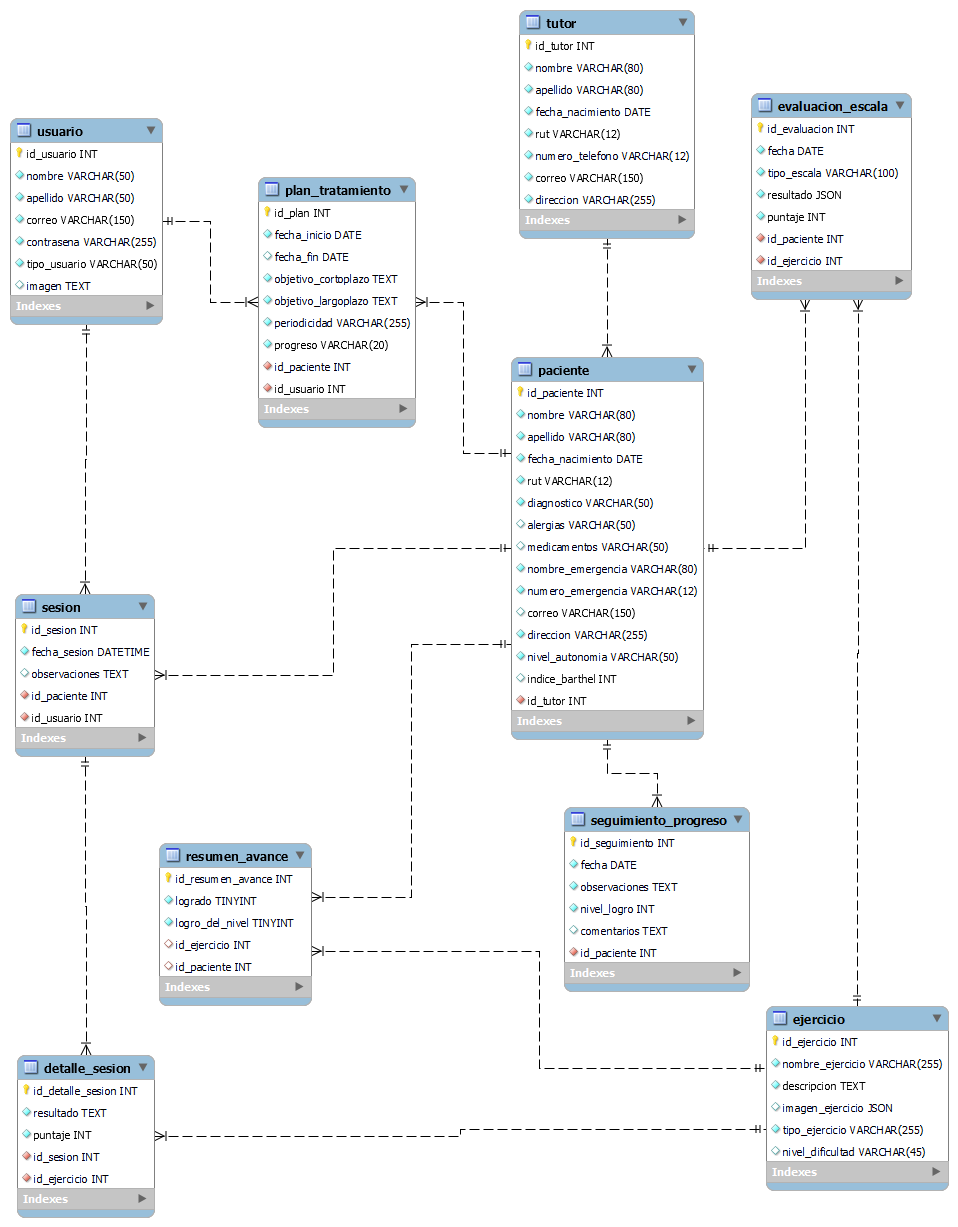 tutor
id_tutor INT
nombre VARCHAR(80)
apellido VARCHAR(80)
fecha_nacimiento DATE
rut VARCHAR(12)
numero_telefono VARCHAR(12)
correo VARCHAR(150)
direccion VARCHAR(255)
Indexes
evaluacion_escala
id_evaluacion INT
fecha DATE
tipo_escala VARCHAR(100)
resultado JSON
puntaje INT
id_paciente INT
id_ejercicio INT
Indexes
usuario
id_usuario INT
nombre VARCHAR(50)
apellido VARCHAR(50)
correo VARCHAR(150)
contrasena VARCHAR(255)
tipo_usuario VARCHAR(50)
imagen TEXT
Indexes
plan_tratamiento
id_plan INT
fecha_inicio DATE
fecha_fin DATE
objetivo_cortoplazo TEXT
objetivo_largoplazo TEXT
periodicidad VARCHAR(255)
progreso VARCHAR(20)
id_paciente INT
id_usuario INT
Indexes
paciente
id_paciente INT
nombre VARCHAR(80)
apellido VARCHAR(80)
fecha_nacimiento DATE
rut VARCHAR(12)
diagnostico VARCHAR(50)
alergias VARCHAR(50)
medicamentos VARCHAR(50)
nombre_emergencia VARCHAR(80)
numero_emergencia VARCHAR(12)
correo VARCHAR(150)
direccion VARCHAR(255)
nivel_autonomia VARCHAR(50)
indice_barthel INT
id_tutor INT
Indexes
sesion
id_sesion INT
fecha_sesion DATETIME
observaciones TEXT
id_paciente INT
id_usuario INT
Indexes
seguimiento_progreso
id_seguimiento INT
fecha DATE
observaciones TEXT
nivel_logro INT
comentarios TEXT
id_paciente INT
Indexes
resumen_avance
id_resumen_avance INT
logrado TINYINT
logro_del_nivel TINYINT
id_ejercicio INT
id_paciente INT
Indexes
ejercicio
id_ejercicio INT
nombre_ejercicio VARCHAR(255)
descripcion TEXT
imagen_ejercicio JSON
tipo_ejercicio VARCHAR(255)
nivel_dificultad VARCHAR(45)
Indexes
detalle_sesion
id_detalle_sesion INT
resultado TEXT
puntaje INT
id_sesion INT
id_ejercicio INT
Indexes